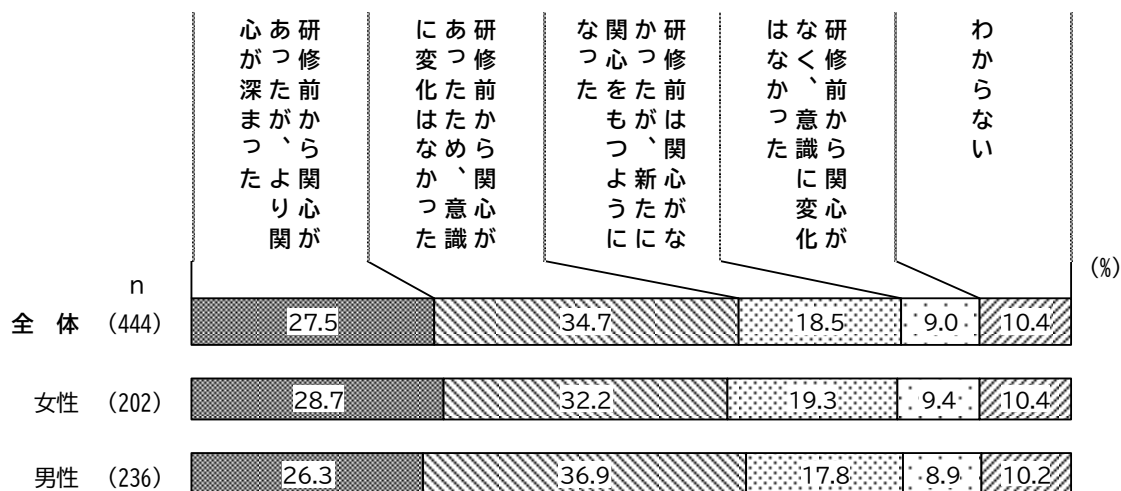 研修前から関心が
あったが、より関
心が深まった
研修前から関心が
あったため、意識
に変化はなかった
研修前は関心がな
かったが、新たに
関心をもつように
なった
研修前から関心が
なく、意識に変化
はなかった
わからない
(%)
n
全 体 (444) 27.5 34.7 18.5 9.0 10.4
女性 (202) 28.7 32.2 19.3 9.4 10.4
男性 (236) 26.3 36.9 17.8 8.9 10.2